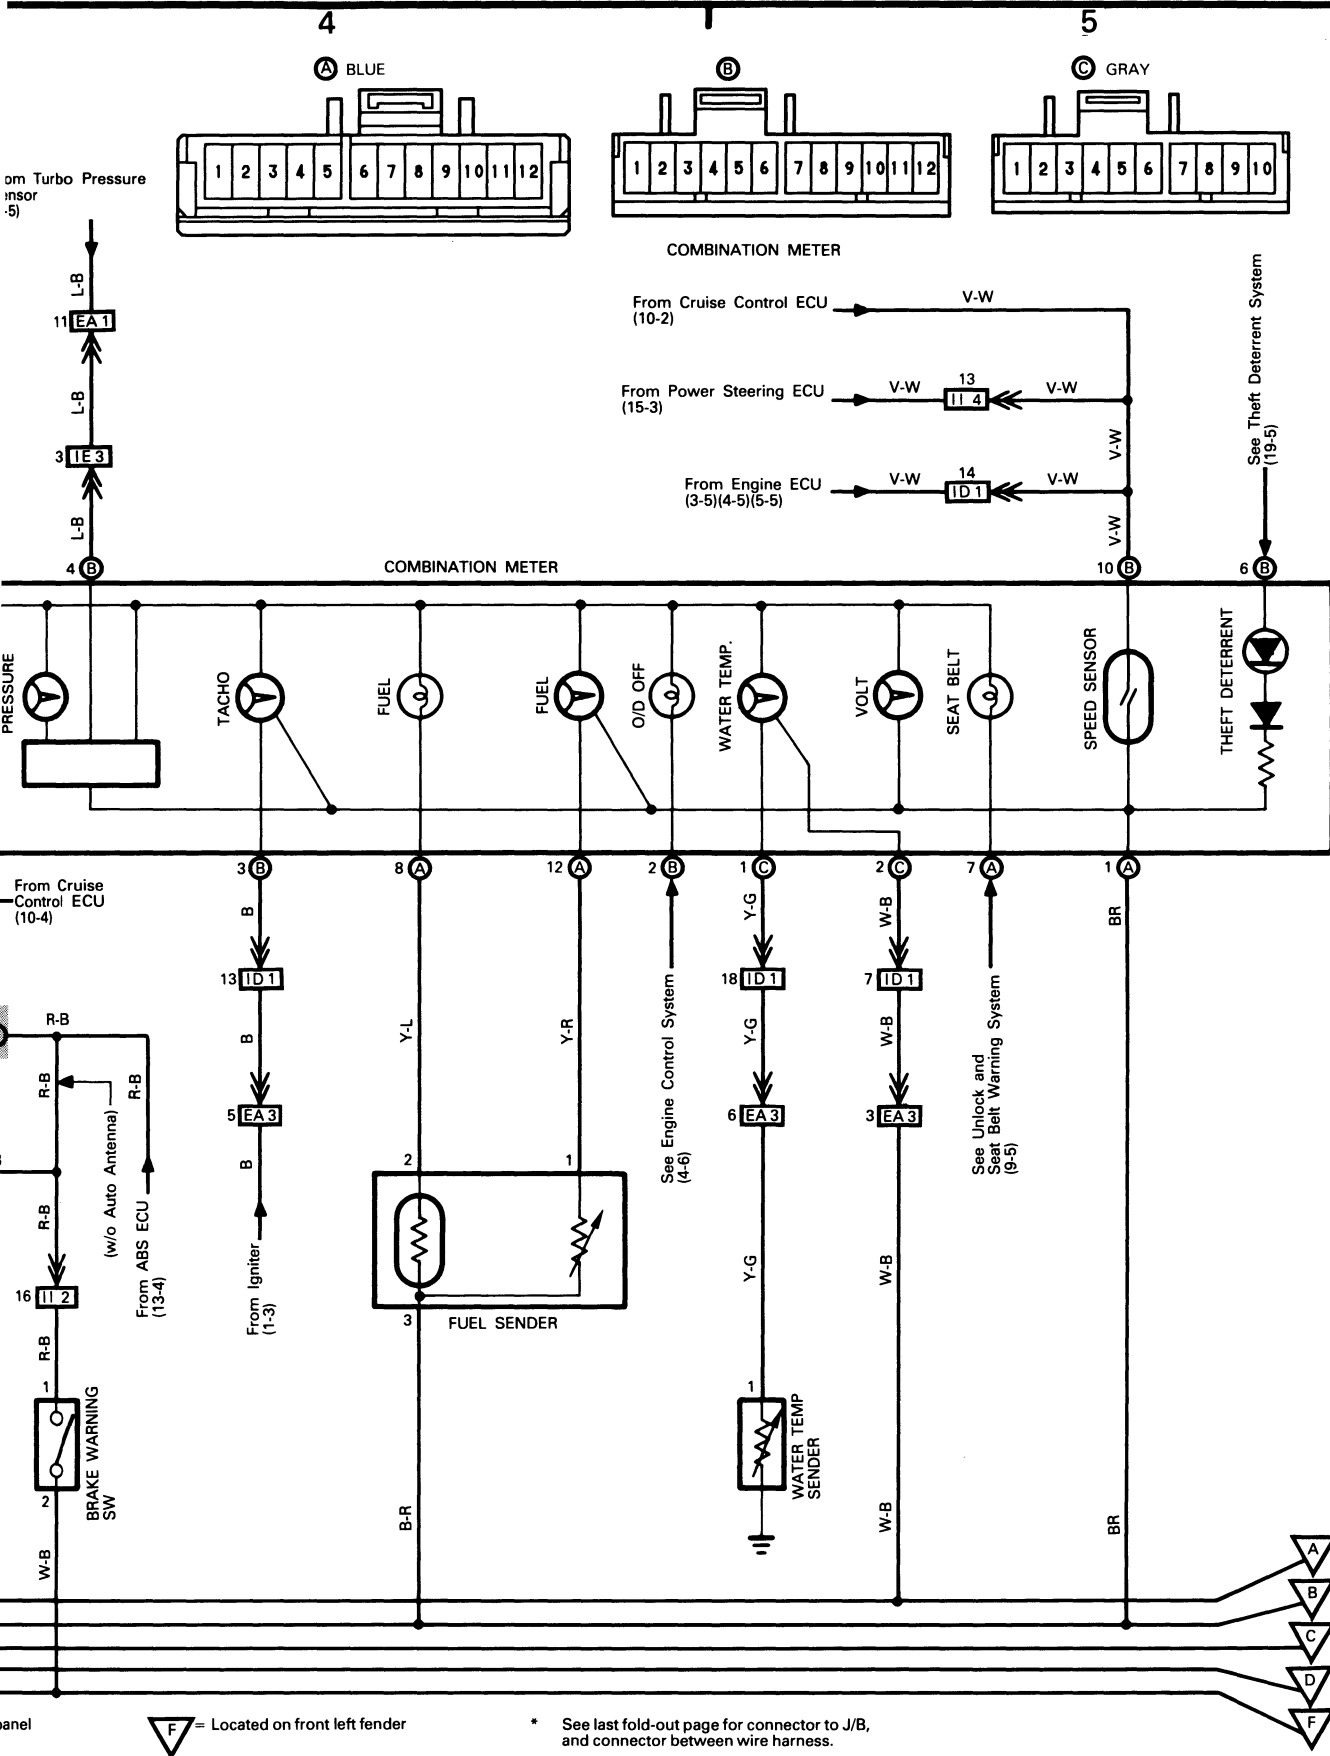 4
5
A BLUE
B
C GRAY
1 2 3 4 5 6 7 8 9 10 11 12
1 2 3 4 5 6 7 8 9 10 11 12
1 2 3 4 5 6 7 8 9 10
COMBINATION METER
Turbo Pressure
-5)
L-B
11 EA 1
L-B
3 IE 3
L-B
4 B
From Cruise Control ECU
(10-2)
V-W
From Power Steering ECU
(15-3)
V-W
13
II 4
V-W
V-W
From Engine ECU
(3-5)(4-5)(5-5)
V-W
14
ID 1
V-W
V-W
See Theft Deterrent System
(19-5)
COMBINATION METER
10 B
6 B
PRESSURE
TACHO
FUEL
FUEL
O/D OFF
WATER TEMP.
VOLT
SEAT BELT
SPEED SENSOR
THEFT DETERRENT
3 B
8 A
12 A
2 B
1 C
2 C
7 A
1 A
From Cruise
Control ECU
(10-4)
B
Y-G
W-B
BR
13 ID 1
18 ID 1
7 ID 1
R-B
B
Y-L
Y-R
See Engine Control System
(4-6)
Y-G
W-B
See Unlock and
Seat Belt Warning System
(9-5)
R-B
R-B
(w/o Auto Antenna)
5 EA 3
6 EA 3
3 EA 3
B
2
1
R-B
From ABS ECU
(13-4)
From Igniter
(1-3)
Y-G
W-B
16 II 2
3
FUEL SENDER
R-B
1
BRAKE WARNING
SW
2
1
WATER TEMP
SENDER
B-R
W-B
BR
W-B
A
B
C
D
F
F = Located on front left fender
* See last fold-out page for connector to J/B,
and connector between wire harness.